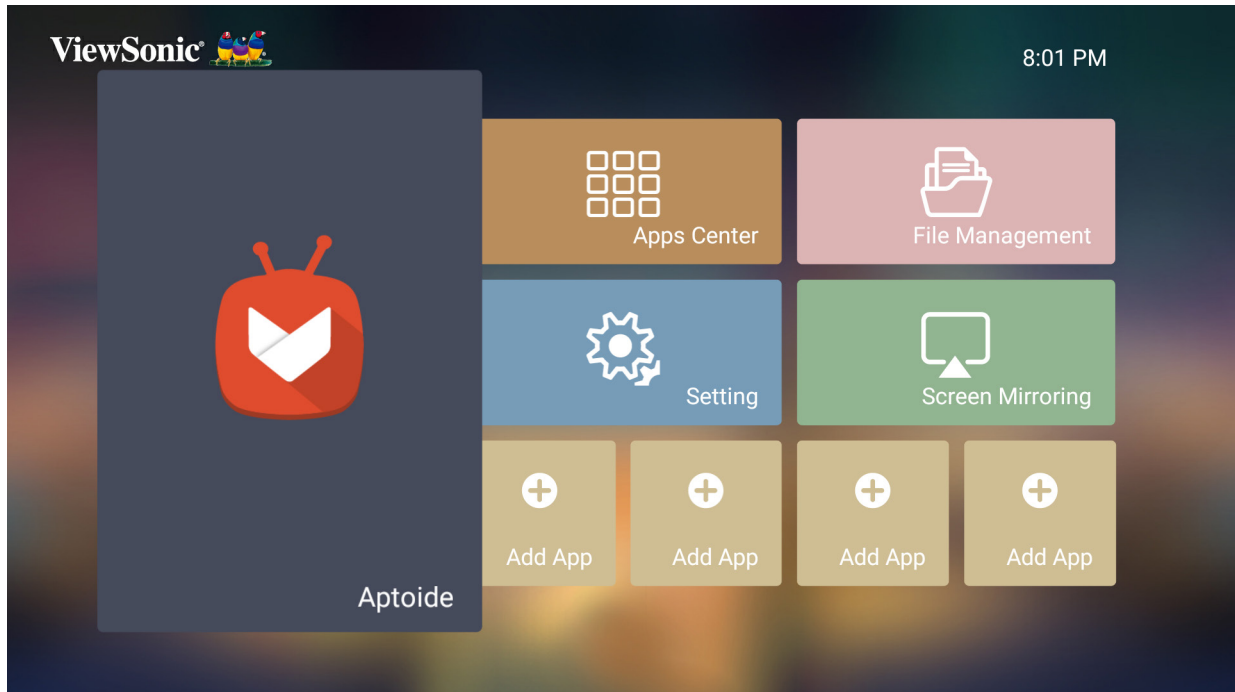 ViewSonic®
8:01 PM
Apps Center
File Management
Setting
Screen Mirroring
Add App
Add App
Add App
Add App
Aptoide